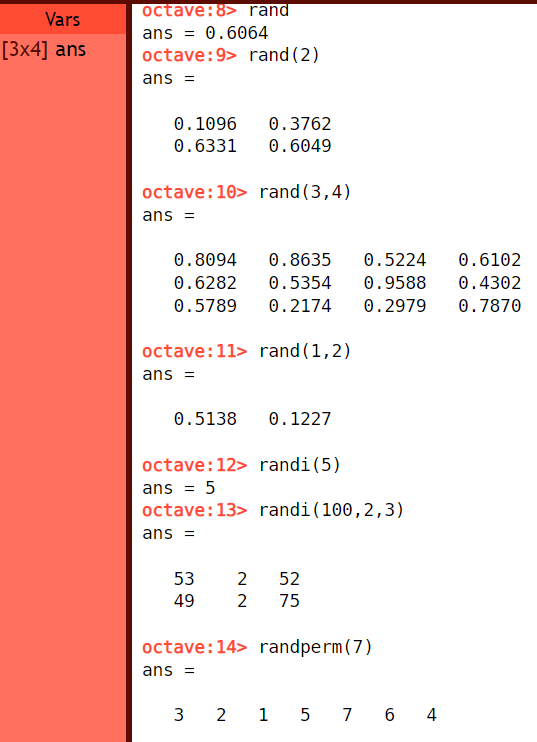 Vars
[3x4] ans
octave:8> rand
ans = 0.6064
octave:9> rand(2)
ans =
0.1096 0.3762
0.6331 0.6049
octave:10> rand(3,4)
ans =
0.8094 0.8635 0.5224 0.6102
0.6282 0.5354 0.9588 0.4302
0.5789 0.2174 0.2979 0.7870
octave:11> rand(1,2)
ans =
0.5138 0.1227
octave:12> randi(5)
ans = 5
octave:13> randi(100,2,3)
ans =
53 2 52
49 2 75
octave:14> randperm(7)
ans =
3 2 1 5 7 6 4